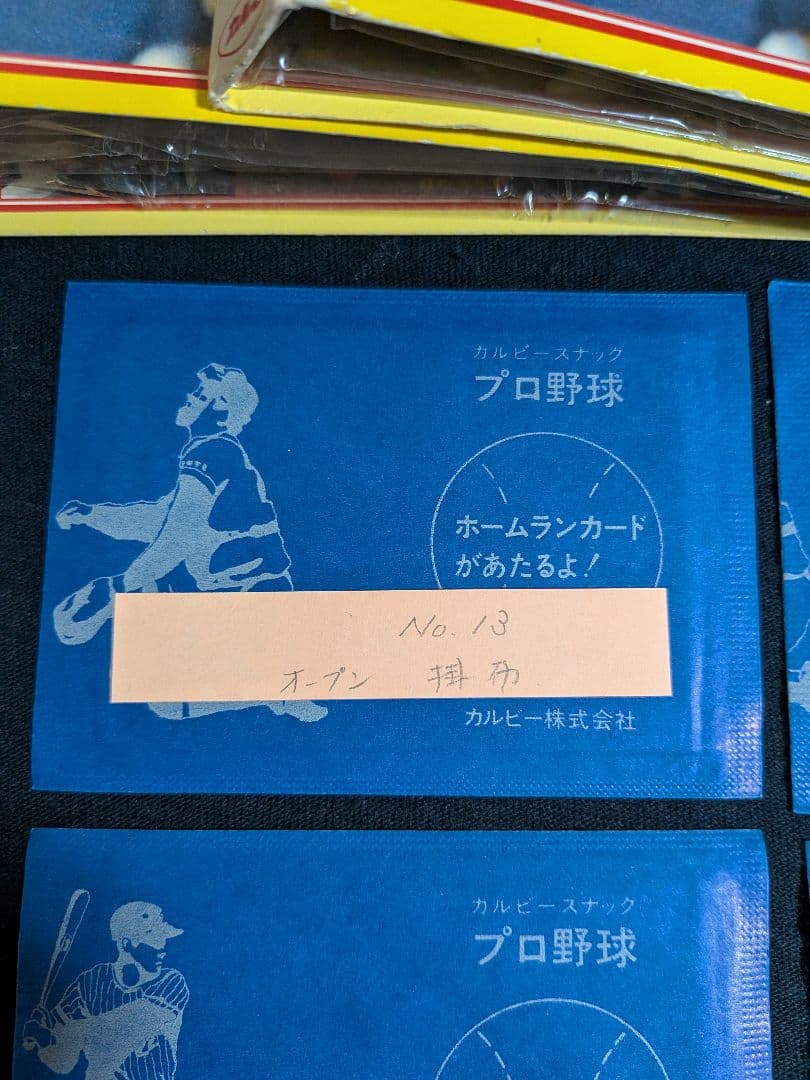 カルビースナック
プロ野球
ホームランカード
があたるよ!
No. 13
オープン 掛布
カルビー株式会社
カルビースナック
プロ野球